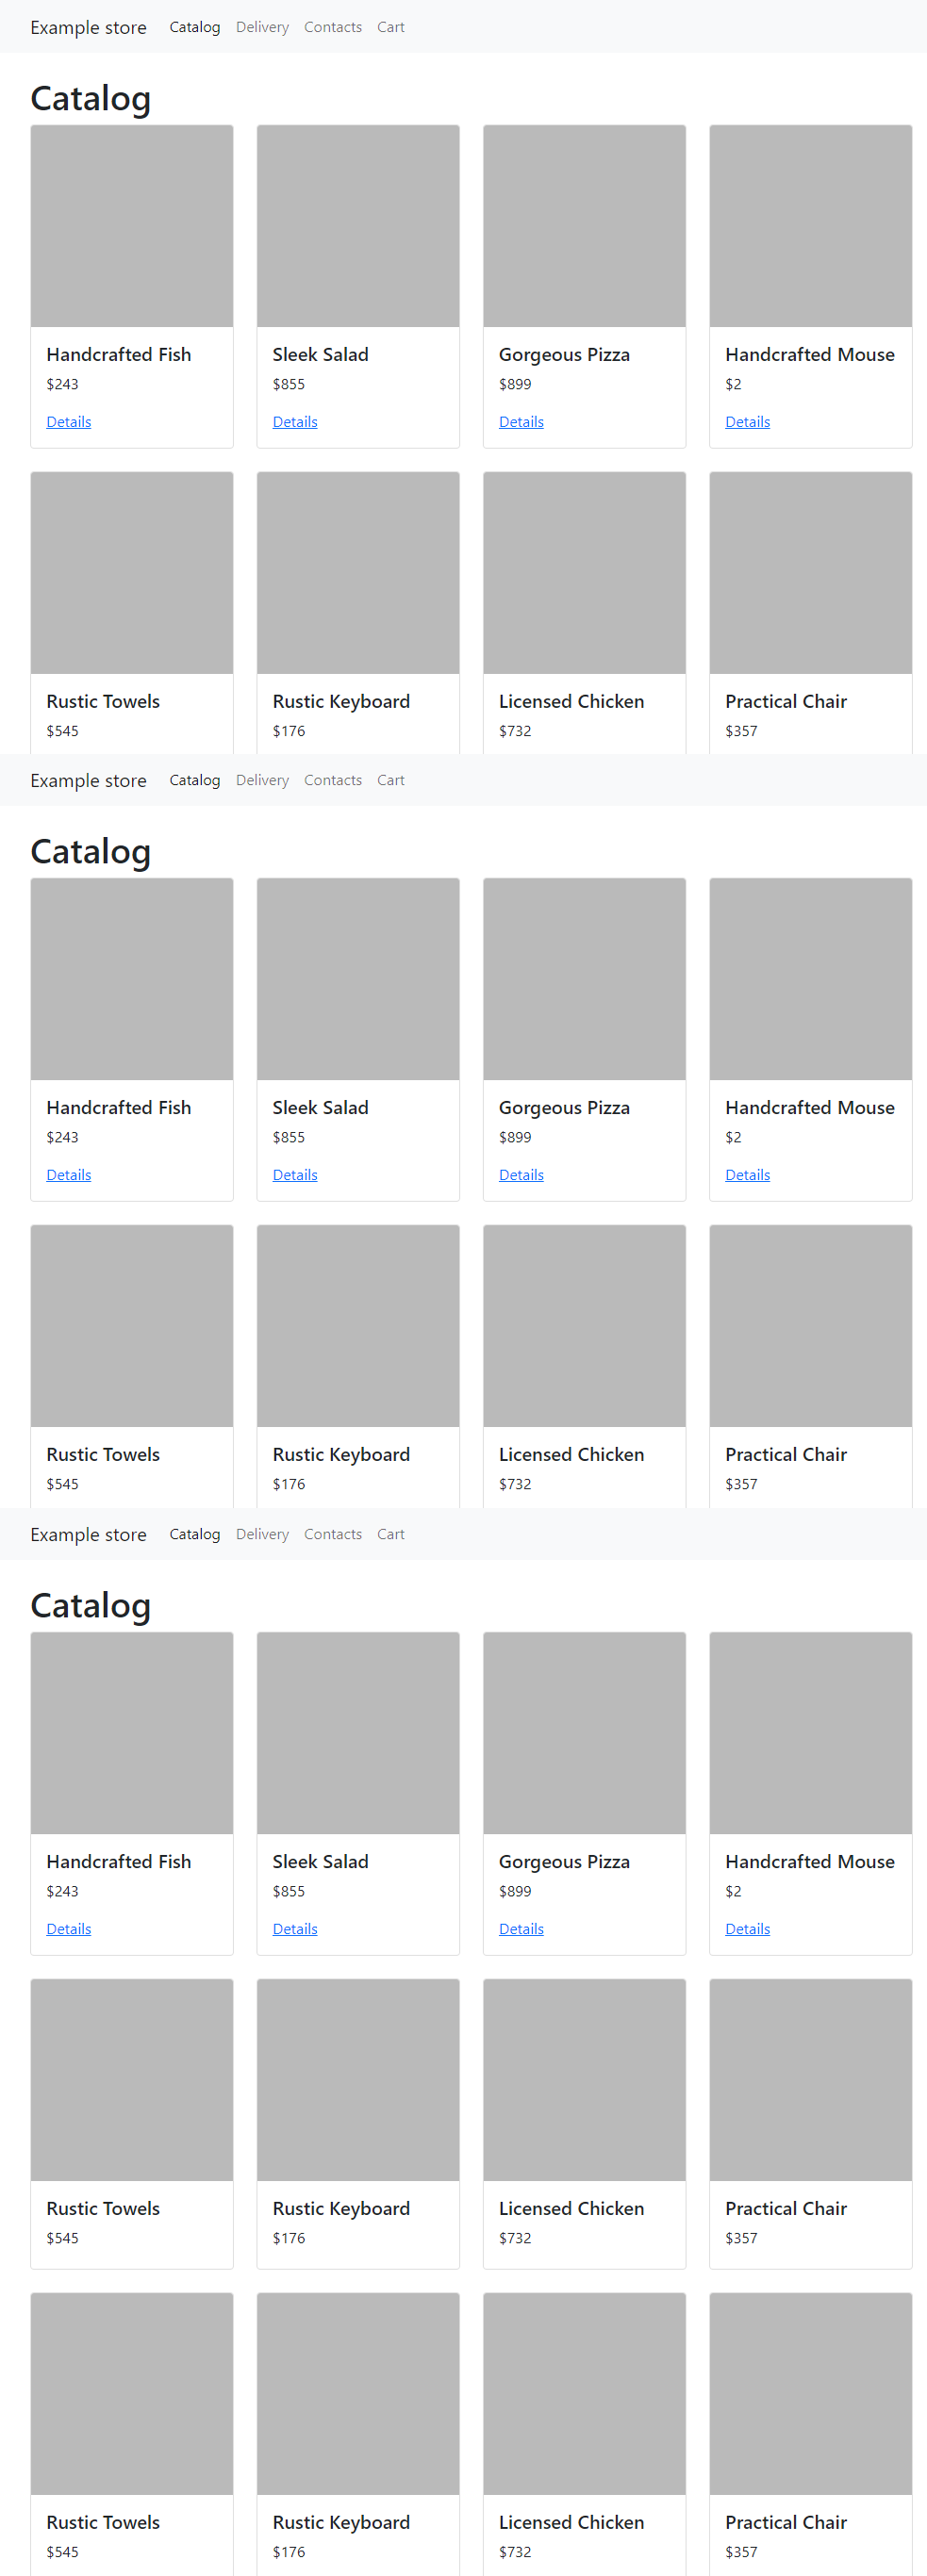 Example store Catalog Delivery Contacts Cart
Catalog
Handcrafted Fish Sleek Salad Gorgeous Pizza Handcrafted Mouse
$243 $855 $899 $2
Details Details Details Details
Rustic Towels Rustic Keyboard Licensed Chicken Practical Chair
$545 $176 $732 $357
Example store Catalog Delivery Contacts Cart
Catalog
Handcrafted Fish Sleek Salad Gorgeous Pizza Handcrafted Mouse
$243 $855 $899 $2
Details Details Details Details
Rustic Towels Rustic Keyboard Licensed Chicken Practical Chair
$545 $176 $732 $357
Example store Catalog Delivery Contacts Cart
Catalog
Handcrafted Fish Sleek Salad Gorgeous Pizza Handcrafted Mouse
$243 $855 $899 $2
Details Details Details Details
Rustic Towels Rustic Keyboard Licensed Chicken Practical Chair
$545 $176 $732 $357
Rustic Towels Rustic Keyboard Licensed Chicken Practical Chair
$545 $176 $732 $357